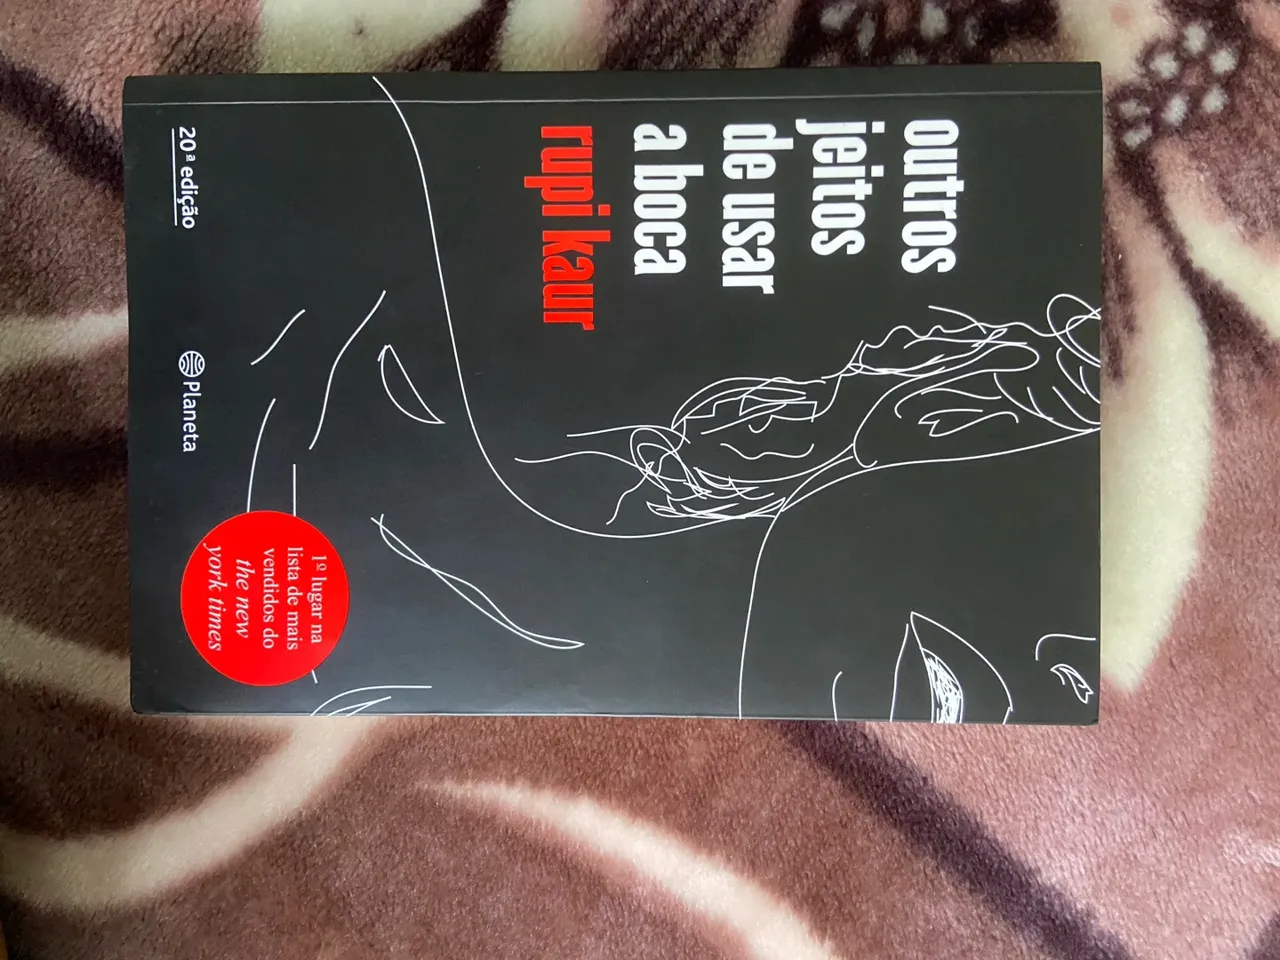 outros
jeitos
de usar
a boca
rupi kaur
1º lugar na
lista de mais
vendidos do
the new
york times
20ª edição
Planeta